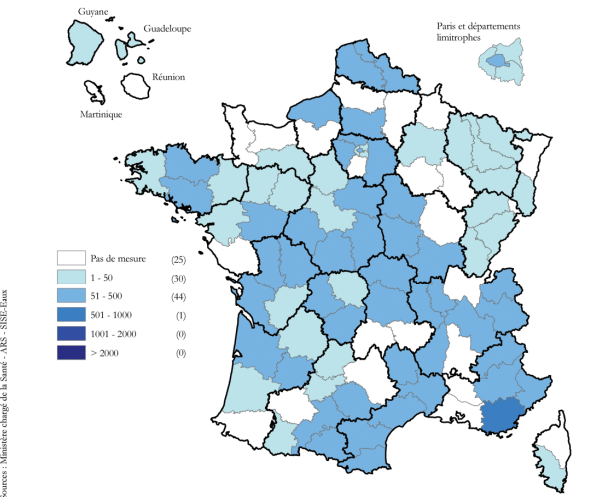 Guyane
Guadeloupe
Réunion
Martinique
Paris et départements
limitrophes
Pas de mesure (25)
1 - 50 (30)
51 - 500 (44)
501 - 1000 (1)
1001 - 2000 (0)
> 2000 (0)
Sources : Ministère chargé de la Santé - ARS - SISE-Eaux